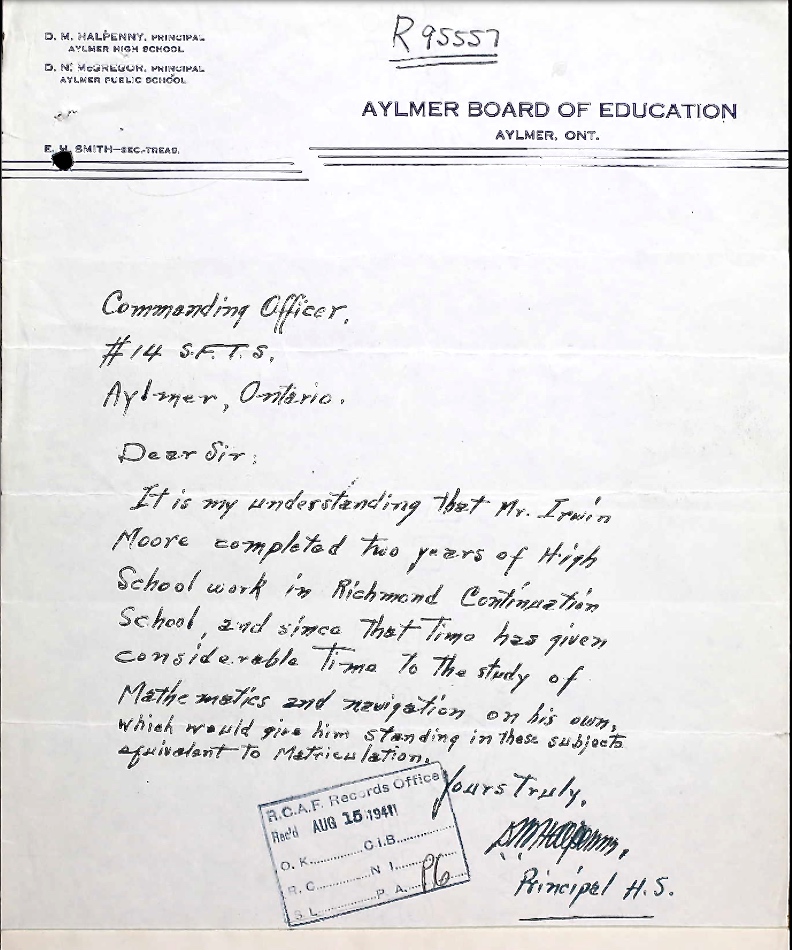 D. M. HALPENNY, PRINCIPAL
AYLMER HIGH SCHOOL
D. N. McGREGOR, PRINCIPAL
AYLMER PUBLIC SCHOOL
E. H. SMITH—SEC.-TREAS.
R 95557
AYLMER BOARD OF EDUCATION
AYLMER, ONT.
Commanding Officer,
#14 S.F.T.S.
Aylmer, Ontario.
Dear Sir:
It is my understanding that Mr. Irwin
Moore completed two years of High
School work in Richmond Continuation
School, and since that Time has given
considerable Time to the study of
Mathematics and navigation on his own,
which would give him standing in these subjects
equivalent to Matriculation.
Yours Truly,
DM Halpenny,
Principal H.S.
R.C.A.F. Records Office
Rec'd AUG 15 1941
O. K. C.I.B.
R. C. N I.
S L. P. A.